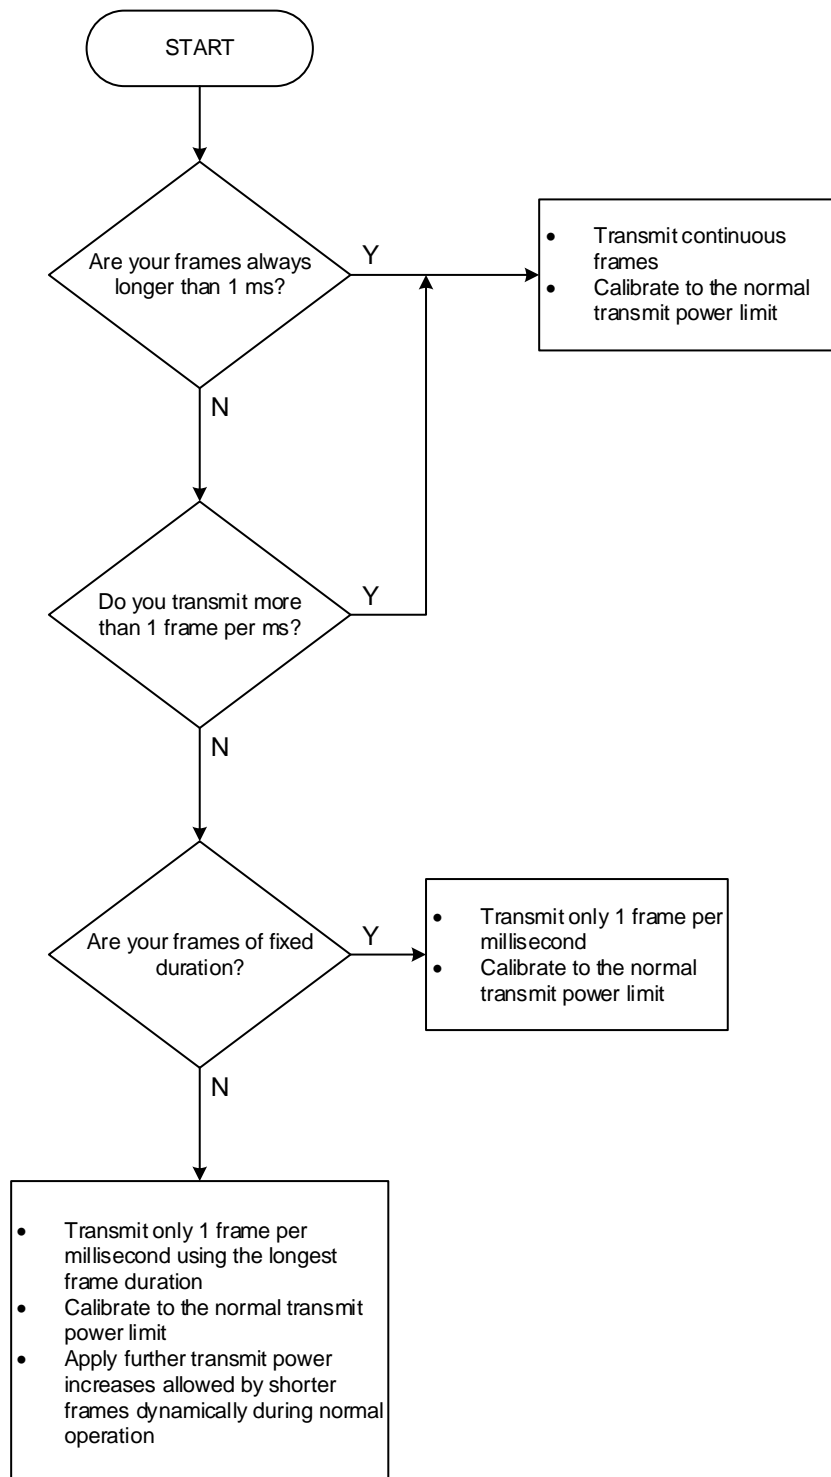 START
Are your frames always
longer than 1 ms?
Y
• Transmit continuous
frames
• Calibrate to the normal
transmit power limit
N
Do you transmit more
than 1 frame per ms?
Y
N
Are your frames of fixed
duration?
Y
• Transmit only 1 frame per
millisecond
• Calibrate to the normal
transmit power limit
N
• Transmit only 1 frame per
millisecond using the longest
frame duration
• Calibrate to the normal transmit
power limit
• Apply further transmit power
increases allowed by shorter
frames dynamically during normal
operation